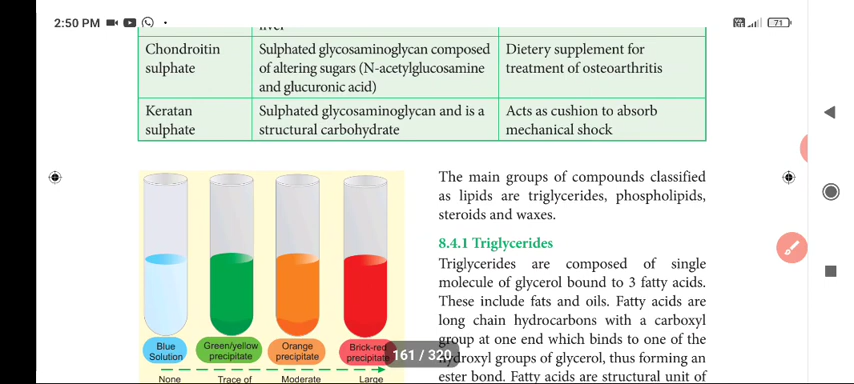 2:50 PM
71
liver
Chondroitin
sulphate
Sulphated glycosaminoglycan composed
of altering sugars (N-acetylglucosamine
and glucuronic acid)
Dietery supplement for
treatment of osteoarthritis
Keratan
sulphate
Sulphated glycosaminoglycan and is a
structural carbohydrate
Acts as cushion to absorb
mechanical shock
Blue
Solution
Green/yellow
precipitate
Orange
precipitate
Brick-red
precipitate
None
Trace of
Moderate
Large
161 / 320
The main groups of compounds classified
as lipids are triglycerides, phospholipids,
steroids and waxes.
8.4.1 Triglycerides
Triglycerides are composed of single
molecule of glycerol bound to 3 fatty acids.
These include fats and oils. Fatty acids are
long chain hydrocarbons with a carboxyl
group at one end which binds to one of the
hydroxyl groups of glycerol, thus forming an
ester bond. Fatty acids are structural unit of